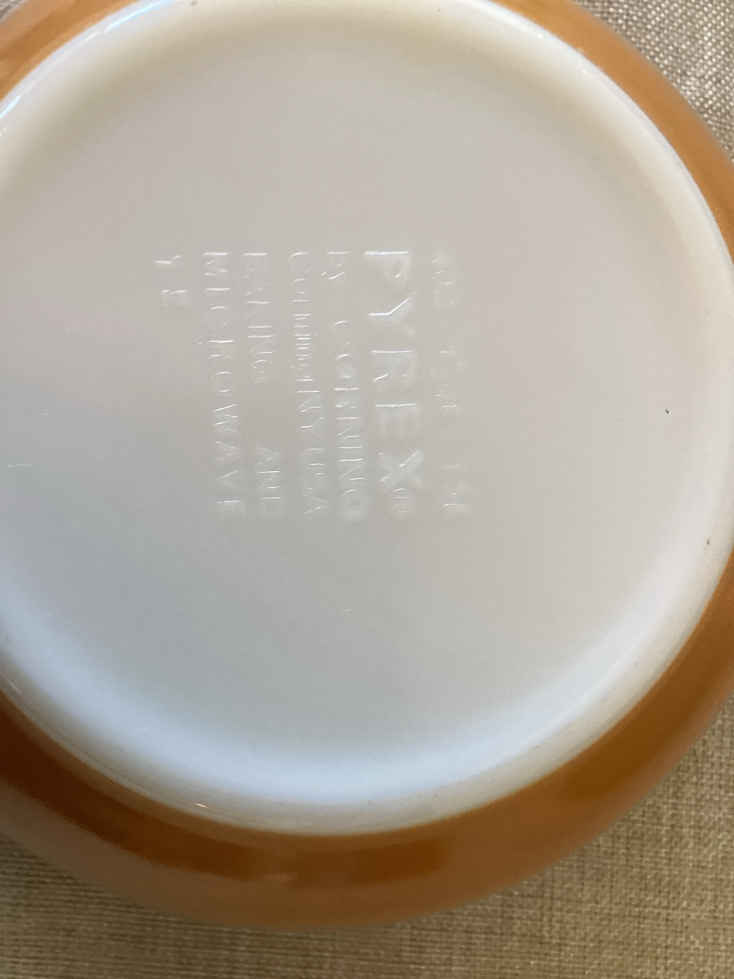 PYREX®
BY CORNING
Corning NY USA
BAKING AND
MICROWAVE